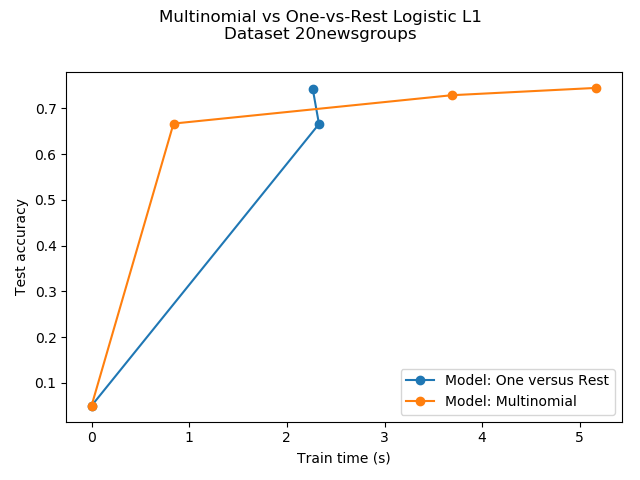 Multinomial vs One-vs-Rest Logistic L1
Dataset 20newsgroups
0.7
0.6
0.5
0.4
0.3
0.2
0.1
Test accuracy
0 1 2 3 4 5
Train time (s)
Model: One versus Rest
Model: Multinomial